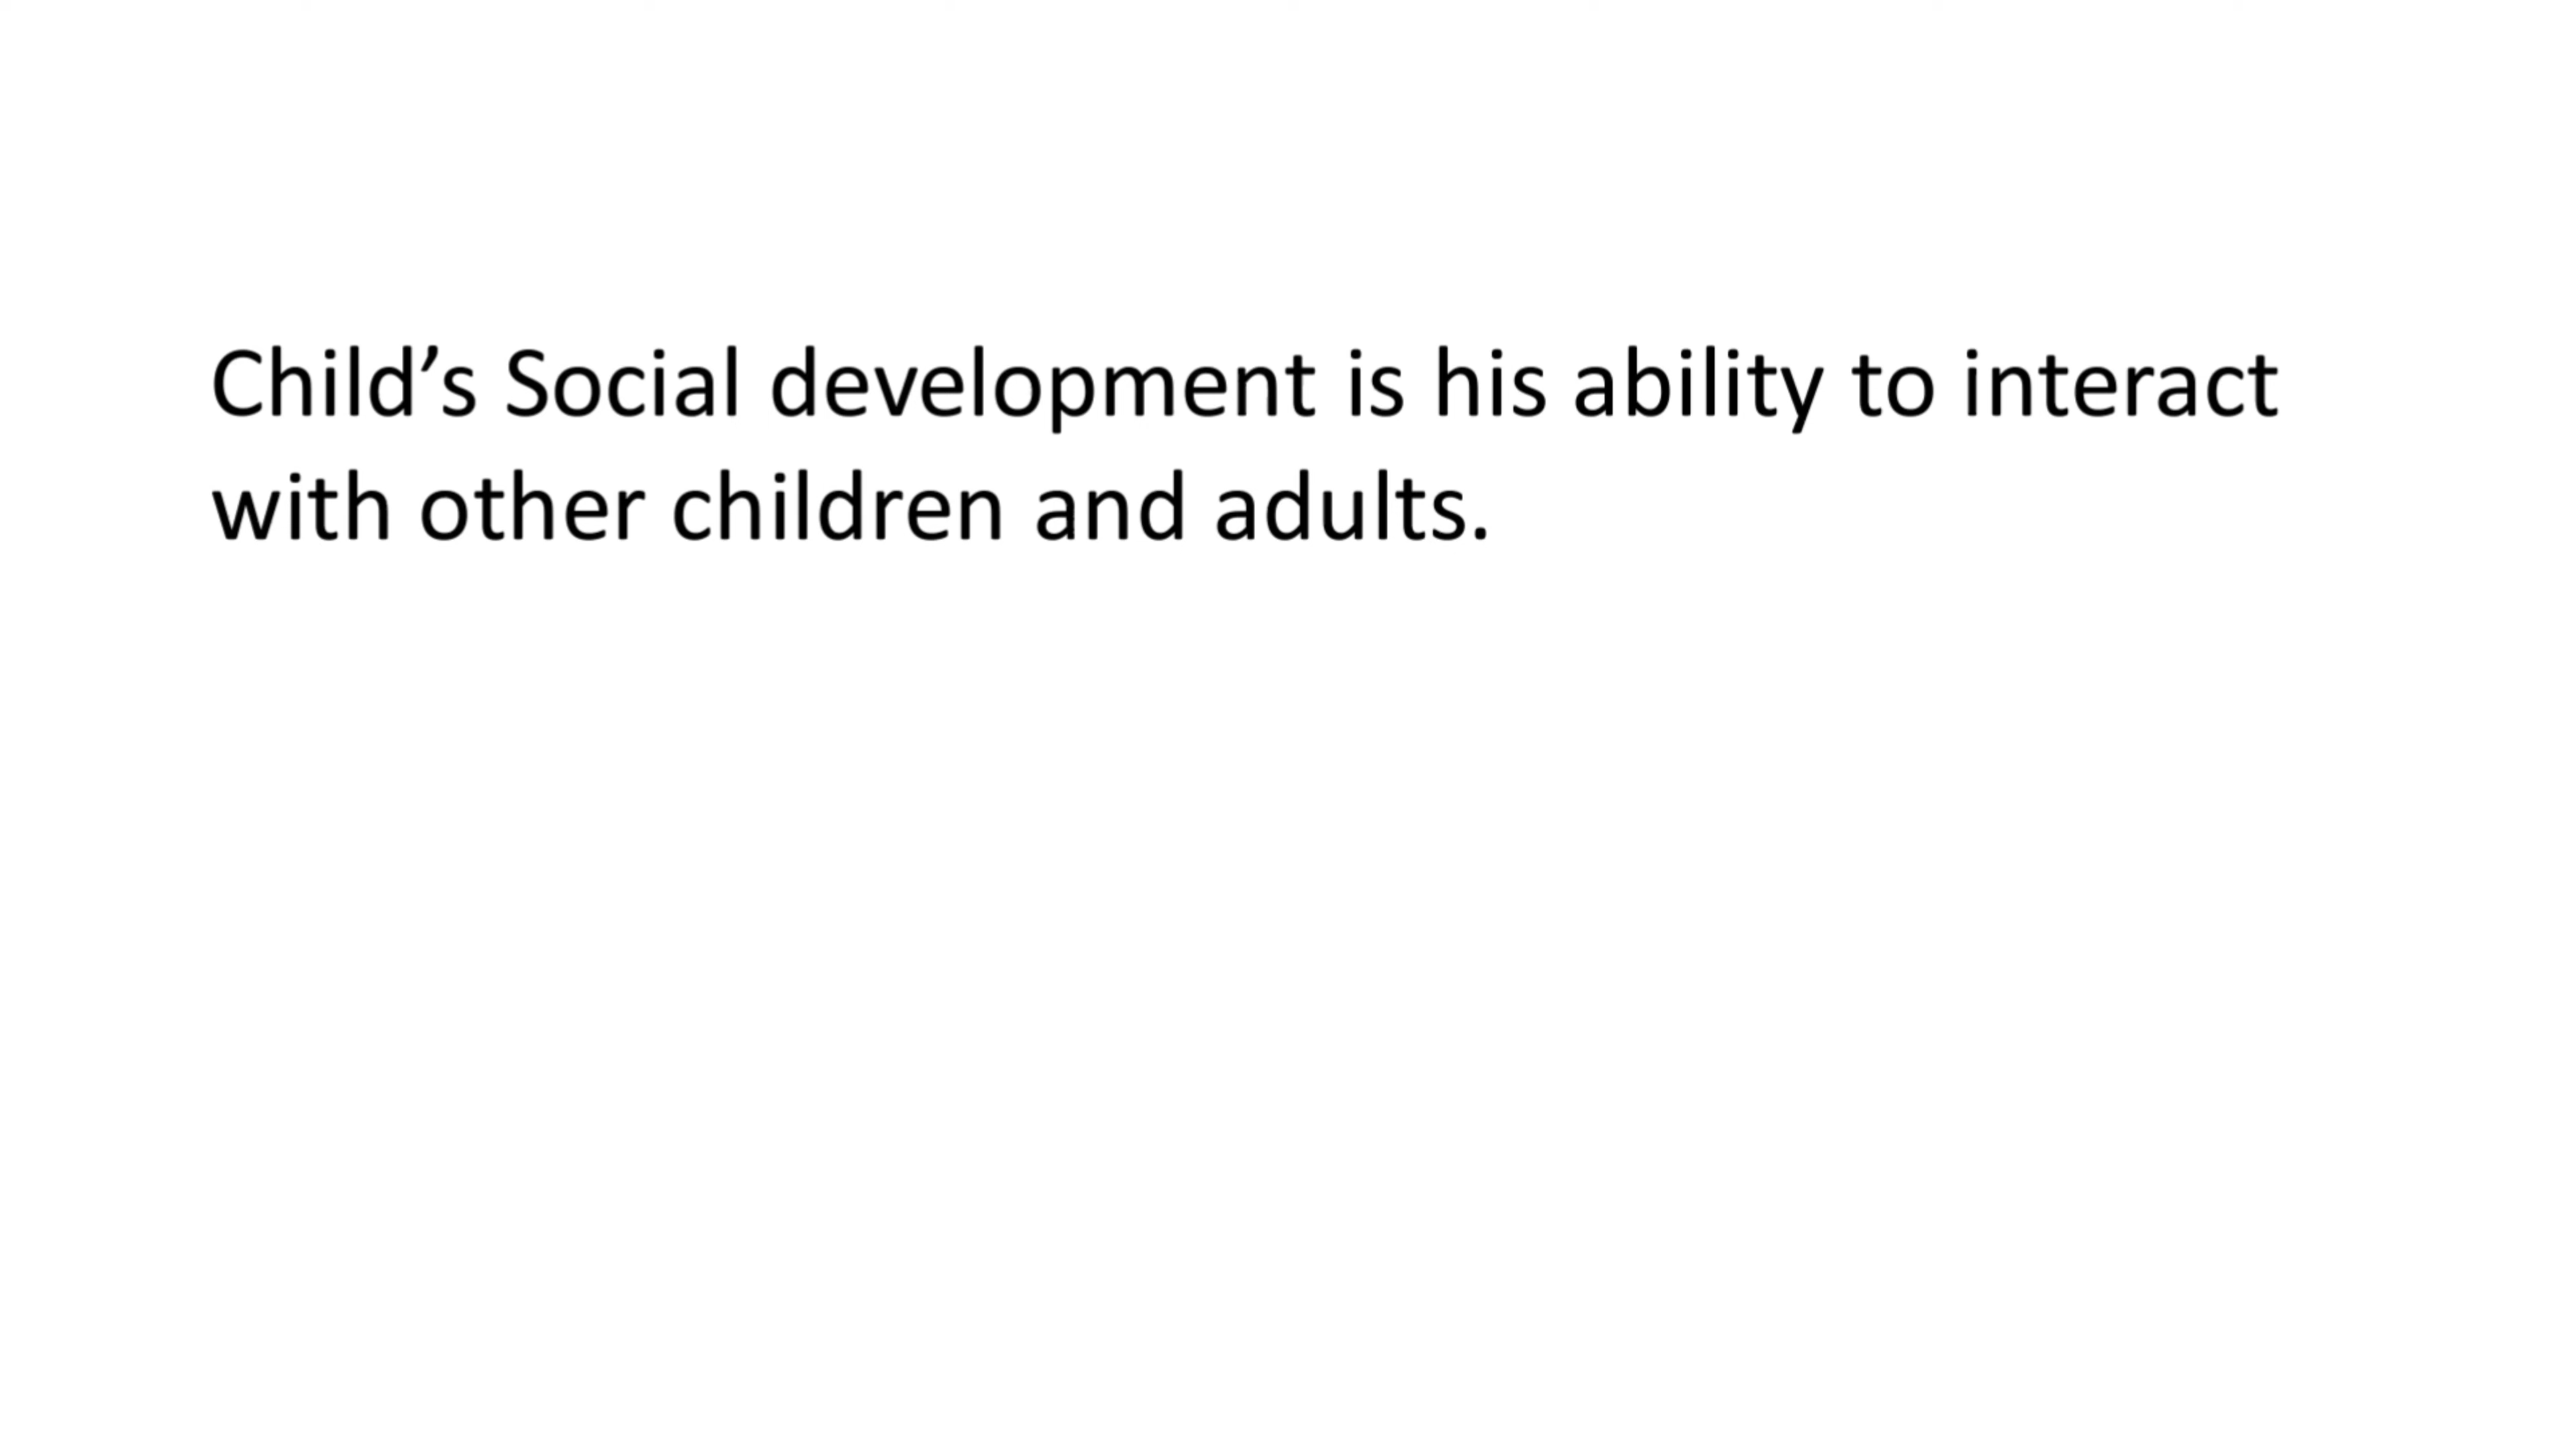 Child’s Social development is his ability to interact
with other children and adults.